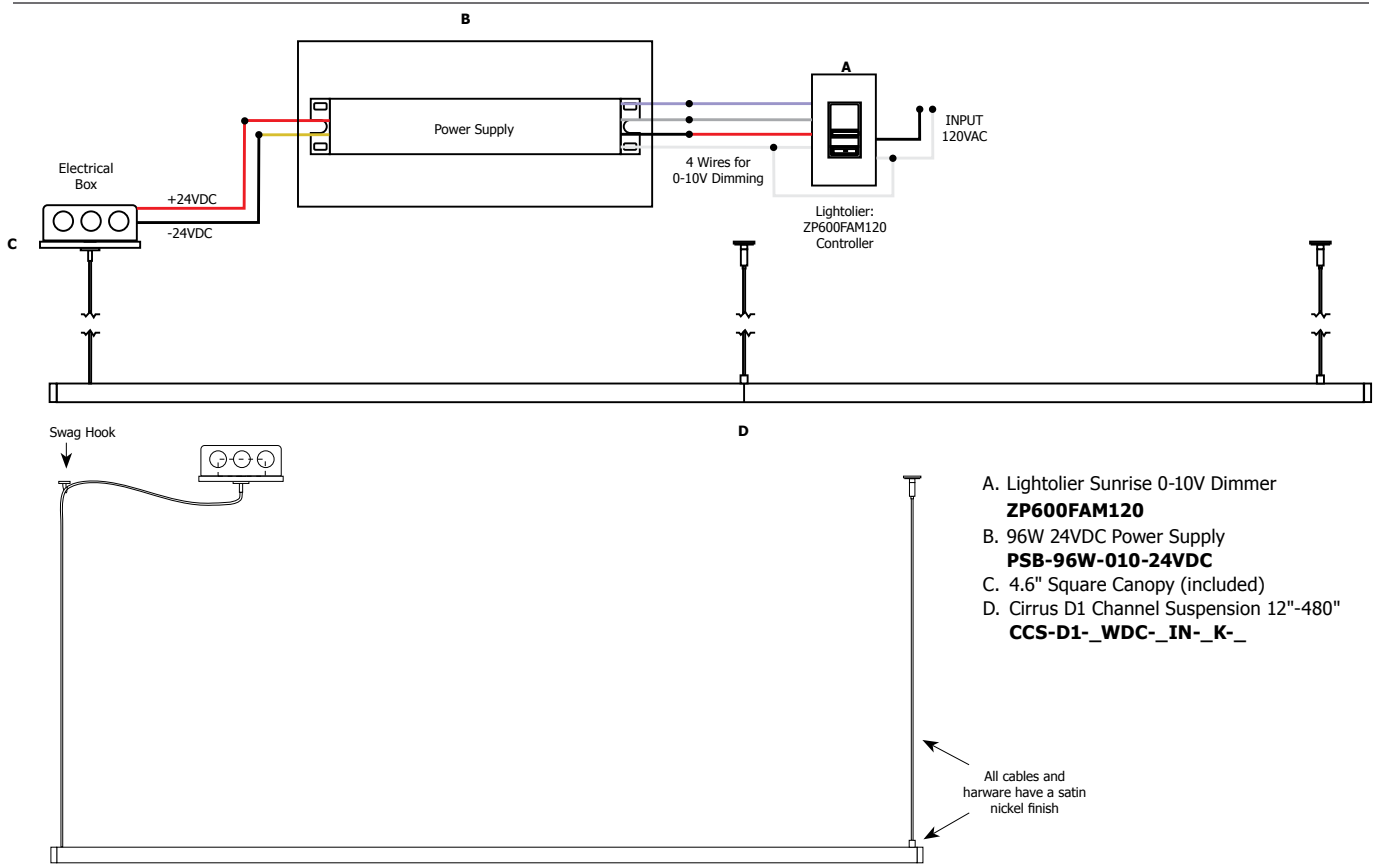 B
A
Power Supply
INPUT
120VAC
4 Wires for
0-10V Dimming
Electrical
Box
+24VDC
-24VDC
Lightolier:
ZP600FAM120
Controller
C
Swag Hook
D
A. Lightolier Sunrise 0-10V Dimmer
ZP600FAM120
B. 96W 24VDC Power Supply
PSB-96W-010-24VDC
C. 4.6" Square Canopy (included)
D. Cirrus D1 Channel Suspension 12"-480"
CCS-D1-_WDC-_IN-_K-_
All cables and
harware have a satin
nickel finish